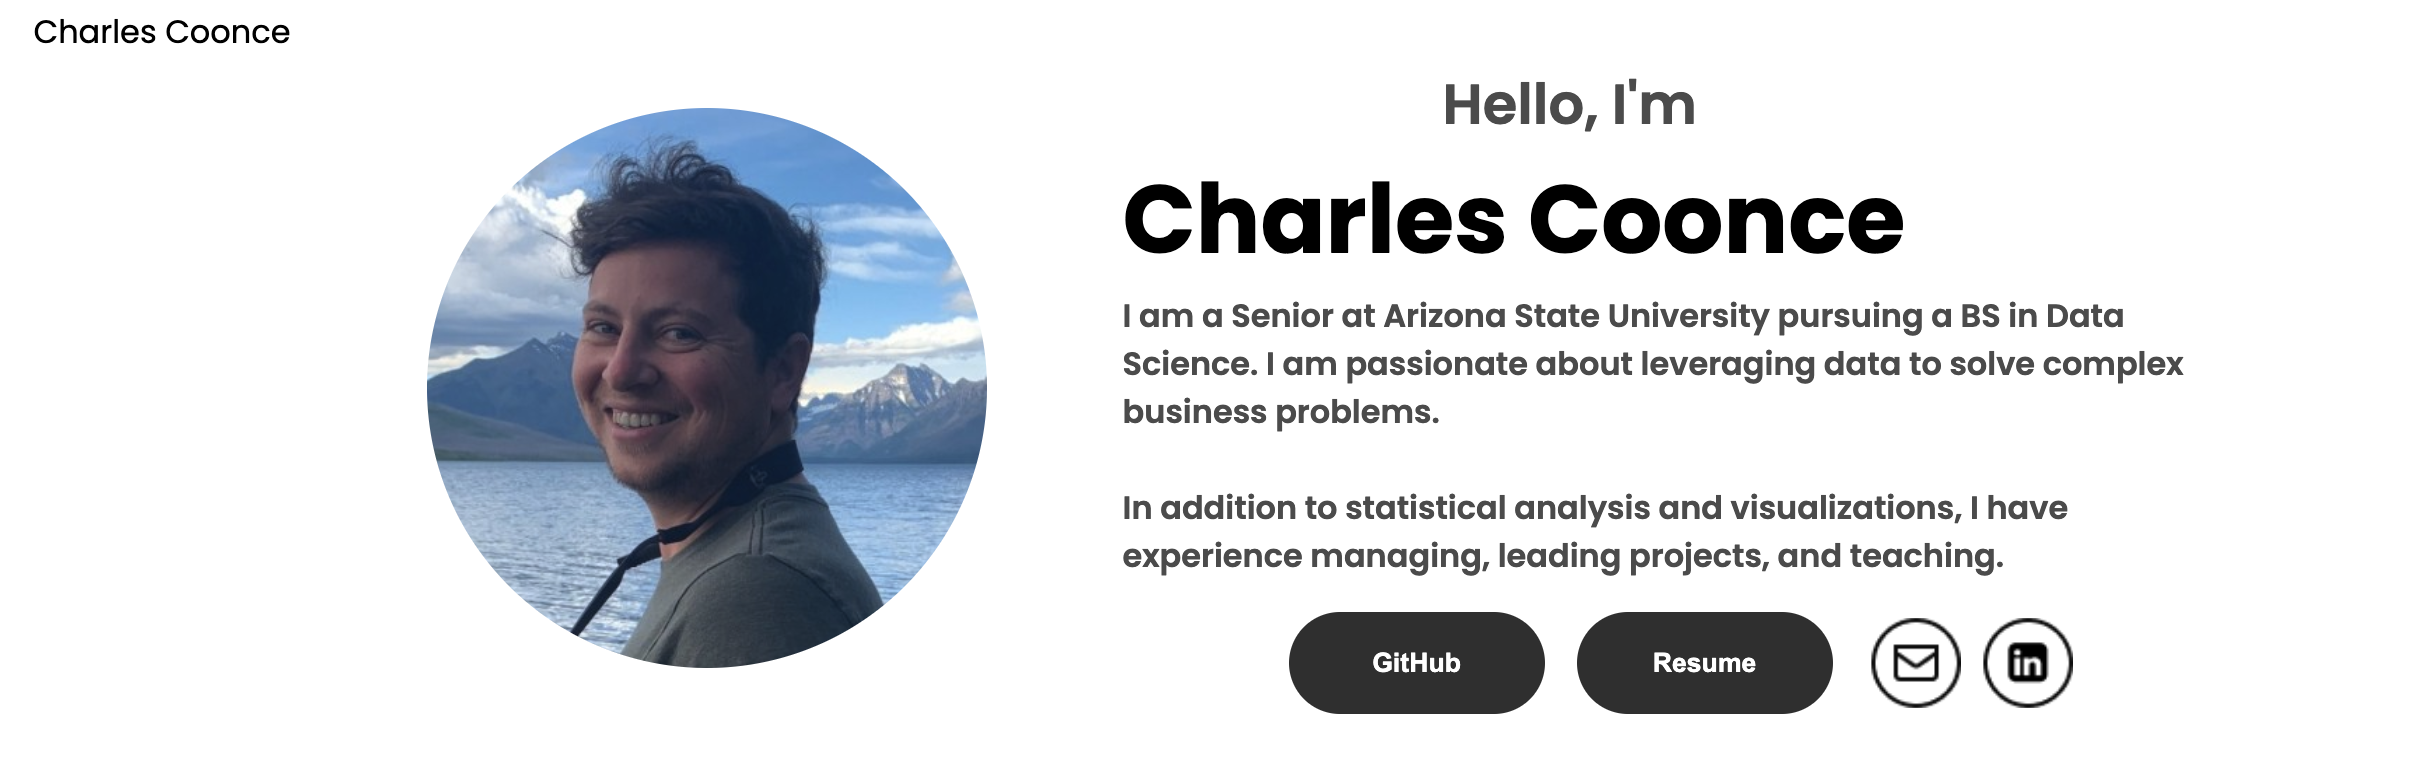 Charles Coonce
Hello, I'm
Charles Coonce
I am a Senior at Arizona State University pursuing a BS in Data
Science. I am passionate about leveraging data to solve complex
business problems.
In addition to statistical analysis and visualizations, I have
experience managing, leading projects, and teaching.
GitHub
Resume
in